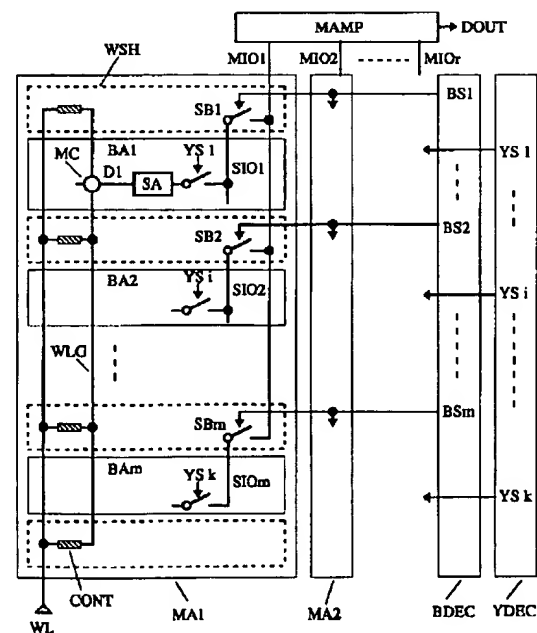 MAMP DOUT
WSH MIO1 MIO2 MIOr
SB1 BS1
MC BA1 YS 1 SIO1 YS 1
D1 SA
SB2 BS2
BA2 YS i SIO2 YS i
WLG
SBm BSm
BAm YS k SIOm YS k
CONT
WL MA1 MA2 BDEC YDEC